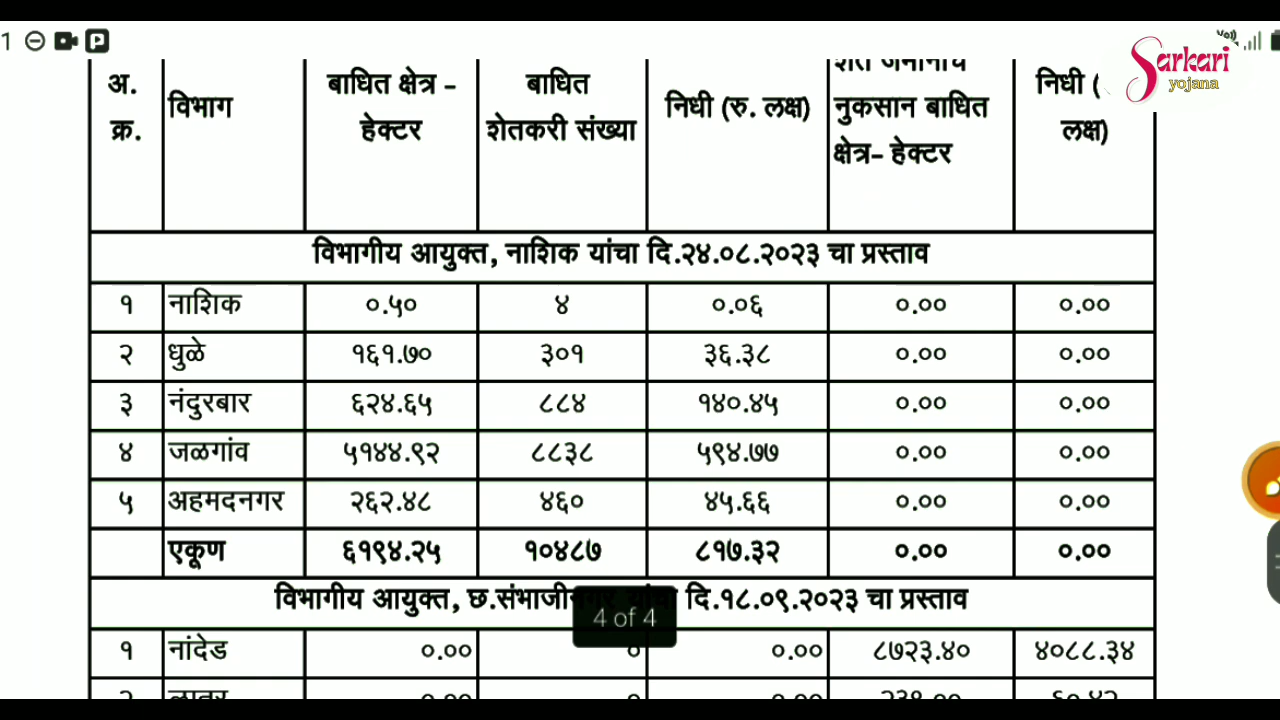 1
Sarkari
yojana
अ. क्र. विभाग बाधित क्षेत्र - हेक्टर बाधित शेतकरी संख्या निधी (रु. लक्ष) नुकसान बाधित क्षेत्र- हेक्टर निधी ( लक्ष)
विभागीय आयुक्त, नाशिक यांचा दि.२४.०८.२०२३ चा प्रस्ताव
१ नाशिक ०.५० ४ ०.०६ ०.०० ०.००
२ धुळे १६१.७० ३०१ ३६.३८ ०.०० ०.००
३ नंदुरबार ६२४.६५ ८८४ १४०.४५ ०.०० ०.००
४ जळगांव ५१४४.९२ ८८३८ ५९४.७७ ०.०० ०.००
५ अहमदनगर २६२.४८ ४६० ४५.६६ ०.०० ०.००
एकूण ६१९४.२५ १०४८७ ८१७.३२ ०.०० ०.००
विभागीय आयुक्त, छ.संभाजीनगर यांचा दि.१८.०९.२०२३ चा प्रस्ताव
4 of 4
१ नांदेड ०.०० ० ०.०० ८७२३.४० ४०८८.३४